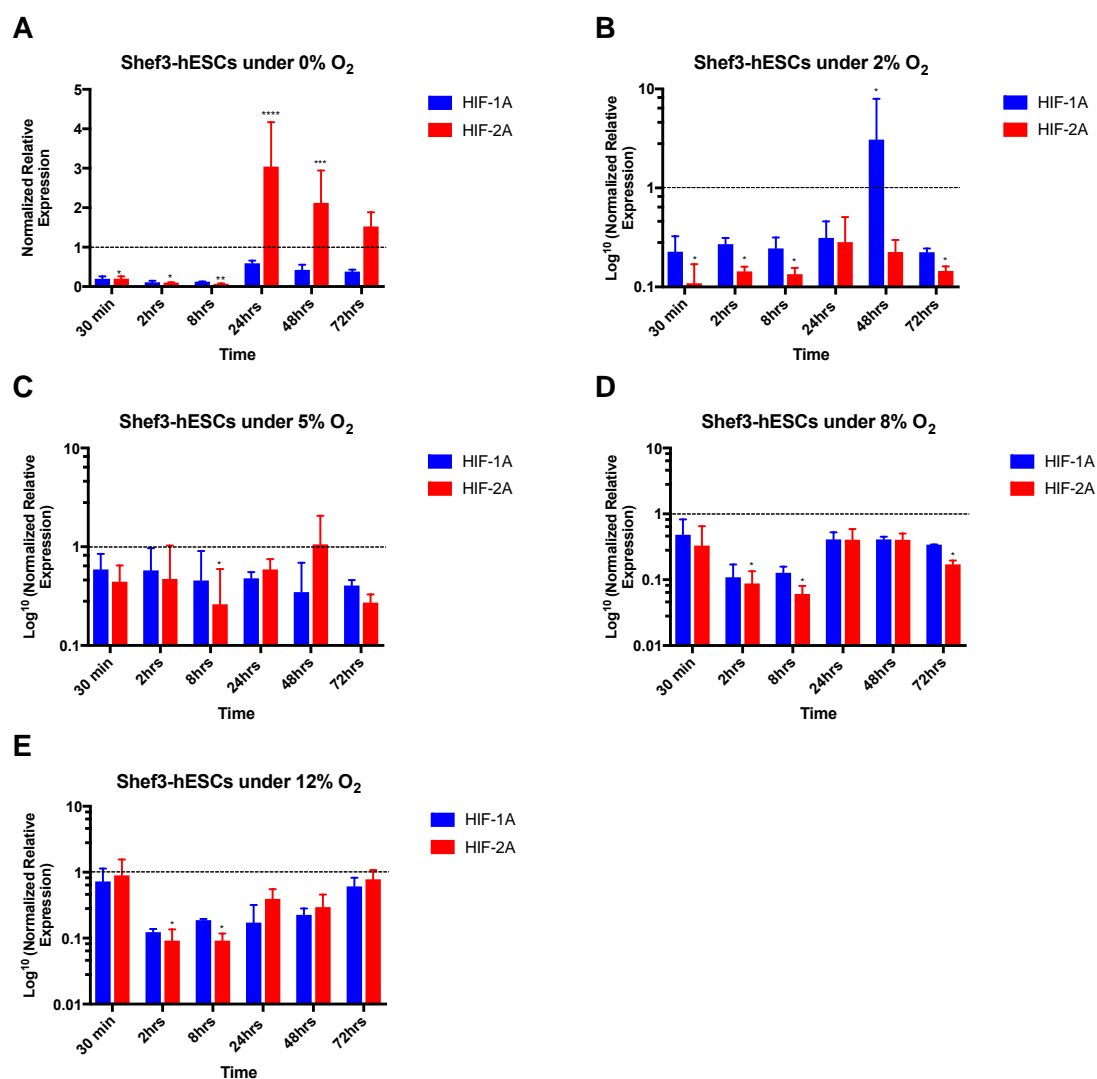 A
Shef3-hESCs under 0% O2
Normalized Relative
Expression
5
4
3
2
1
0
* * ** **** ***
30 min 2hrs 8hrs 24hrs 48hrs 72hrs
Time
HIF-1A
HIF-2A
B
Shef3-hESCs under 2% O2
Log10 (Normalized Relative
Expression)
10
1
0.1
* * * * *
30 min 2hrs 8hrs 24hrs 48hrs 72hrs
Time
HIF-1A
HIF-2A
C
Shef3-hESCs under 5% O2
Log10 (Normalized Relative
Expression)
10
1
0.1
*
30 min 2hrs 8hrs 24hrs 48hrs 72hrs
Time
HIF-1A
HIF-2A
D
Shef3-hESCs under 8% O2
Log10 (Normalized Relative
Expression)
10
1
0.1
0.01
* * *
30 min 2hrs 8hrs 24hrs 48hrs 72hrs
Time
HIF-1A
HIF-2A
E
Shef3-hESCs under 12% O2
Log10 (Normalized Relative
Expression)
10
1
0.1
0.01
* *
30 min 2hrs 8hrs 24hrs 48hrs 72hrs
Time
HIF-1A
HIF-2A